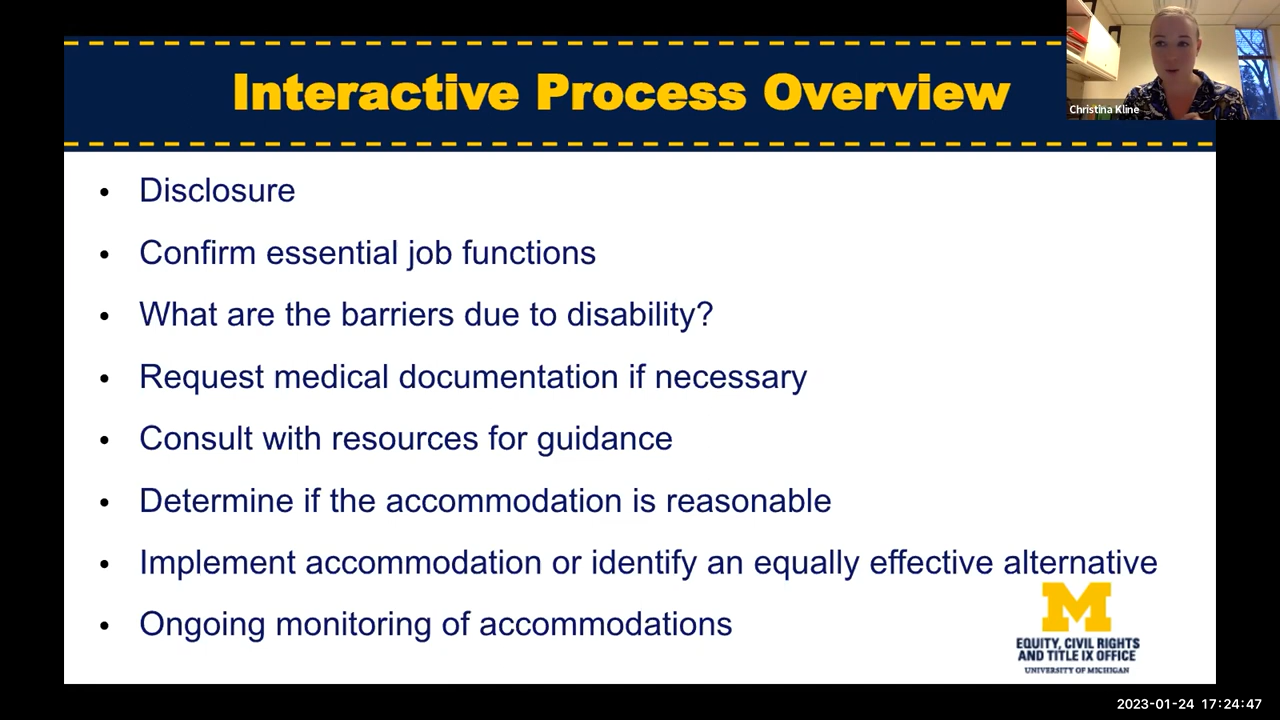 Interactive Process Overview
Christina Kline
• Disclosure
• Confirm essential job functions
• What are the barriers due to disability?
• Request medical documentation if necessary
• Consult with resources for guidance
• Determine if the accommodation is reasonable
• Implement accommodation or identify an equally effective alternative
• Ongoing monitoring of accommodations
M
EQUITY, CIVIL RIGHTS
AND TITLE IX OFFICE
UNIVERSITY OF MICHIGAN
2023-01-24 17:24:47